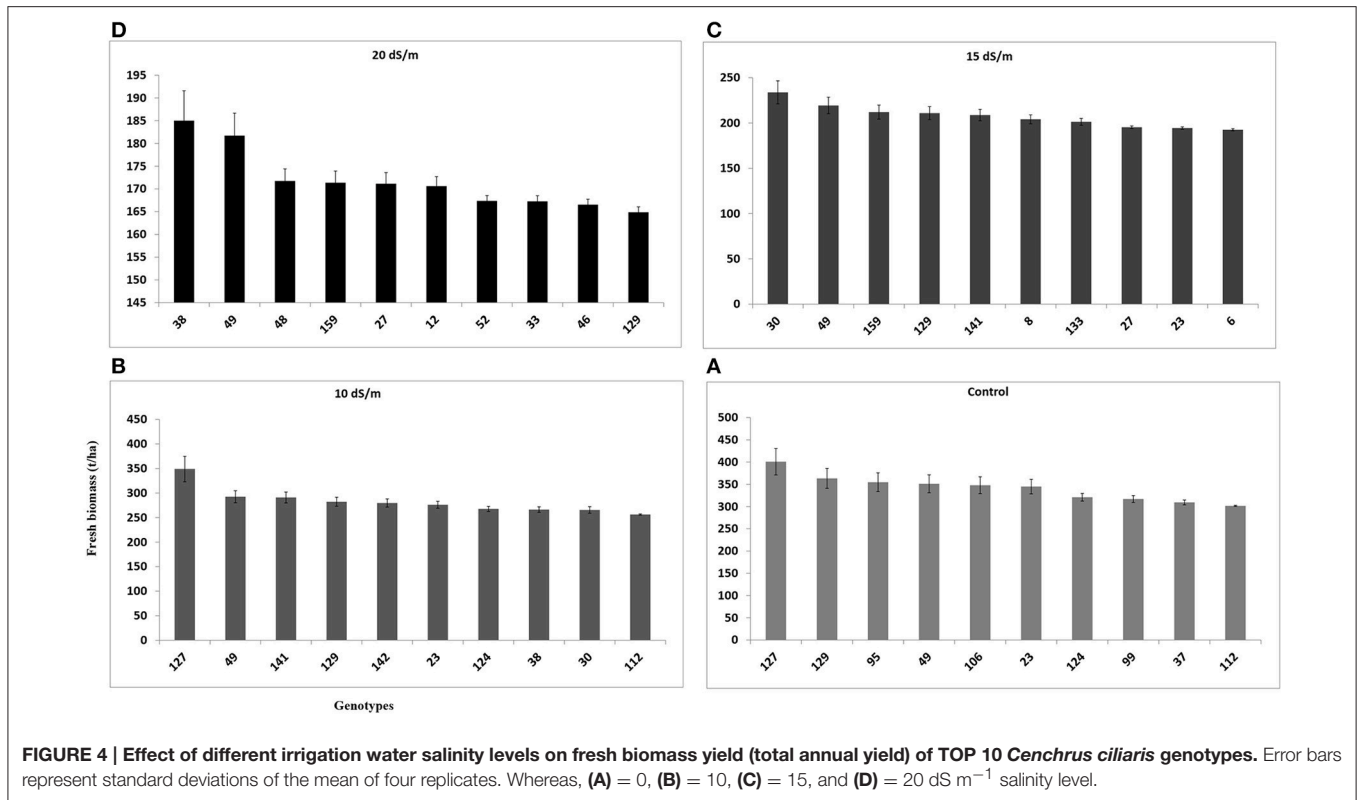 D
20 dS/m
195
190
185
180
175
170
165
160
155
150
145
38 49 48 159 27 12 52 33 46 129
C
15 dS/m
250
200
150
100
50
0
30 49 159 129 141 8 133 27 23 6
B
10 dS/m
Fresh biomass (t/ha)
450
400
350
300
250
200
150
100
50
0
127 49 141 129 142 23 124 38 30 112
Genotypes
A
Control
500
450
400
350
300
250
200
150
100
50
0
127 129 95 49 106 23 124 99 37 112
FIGURE 4 | Effect of different irrigation water salinity levels on fresh biomass yield (total annual yield) of TOP 10 Cenchrus ciliaris genotypes. Error bars
represent standard deviations of the mean of four replicates. Whereas, (A) = 0, (B) = 10, (C) = 15, and (D) = 20 dS m⁻¹ salinity level.